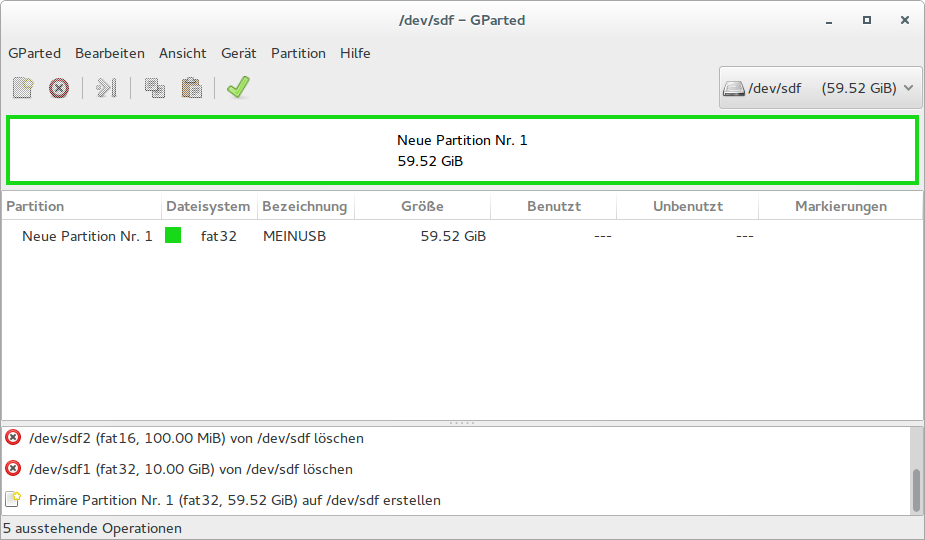 /dev/sdf – GParted
GParted Bearbeiten Ansicht Gerät Partition Hilfe
/dev/sdf (59.52 GiB)
Neue Partition Nr. 1
59.52 GiB
Partition Dateisystem Bezeichnung Größe Benutzt Unbenutzt Markierungen
Neue Partition Nr. 1 fat32 MEINUSB 59.52 GiB --- ---
/dev/sdf2 (fat16, 100.00 MiB) von /dev/sdf löschen
/dev/sdf1 (fat32, 10.00 GiB) von /dev/sdf löschen
Primäre Partition Nr. 1 (fat32, 59.52 GiB) auf /dev/sdf erstellen
5 ausstehende Operationen